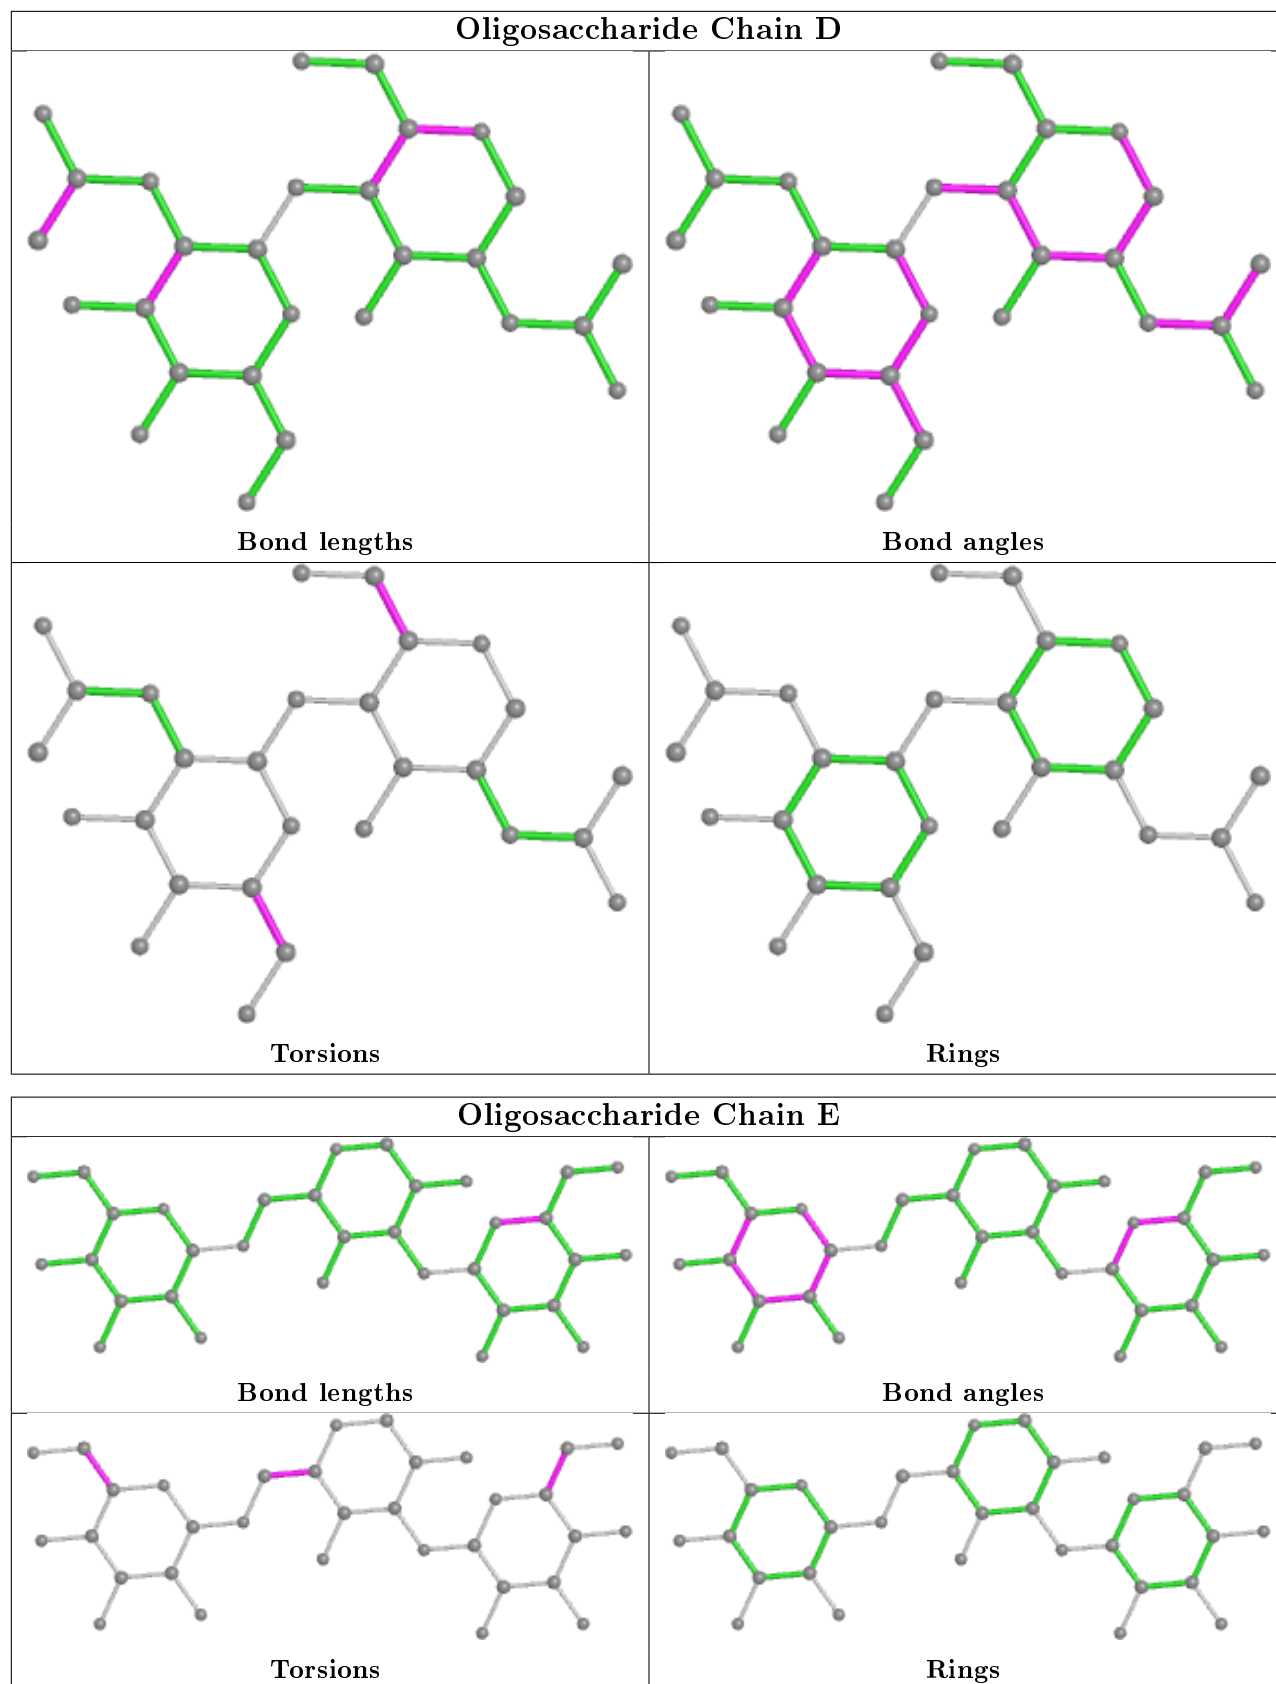 Oligosaccharide Chain D
Bond lengths
Bond angles
Torsions
Rings
Oligosaccharide Chain E
Bond lengths
Bond angles
Torsions
Rings